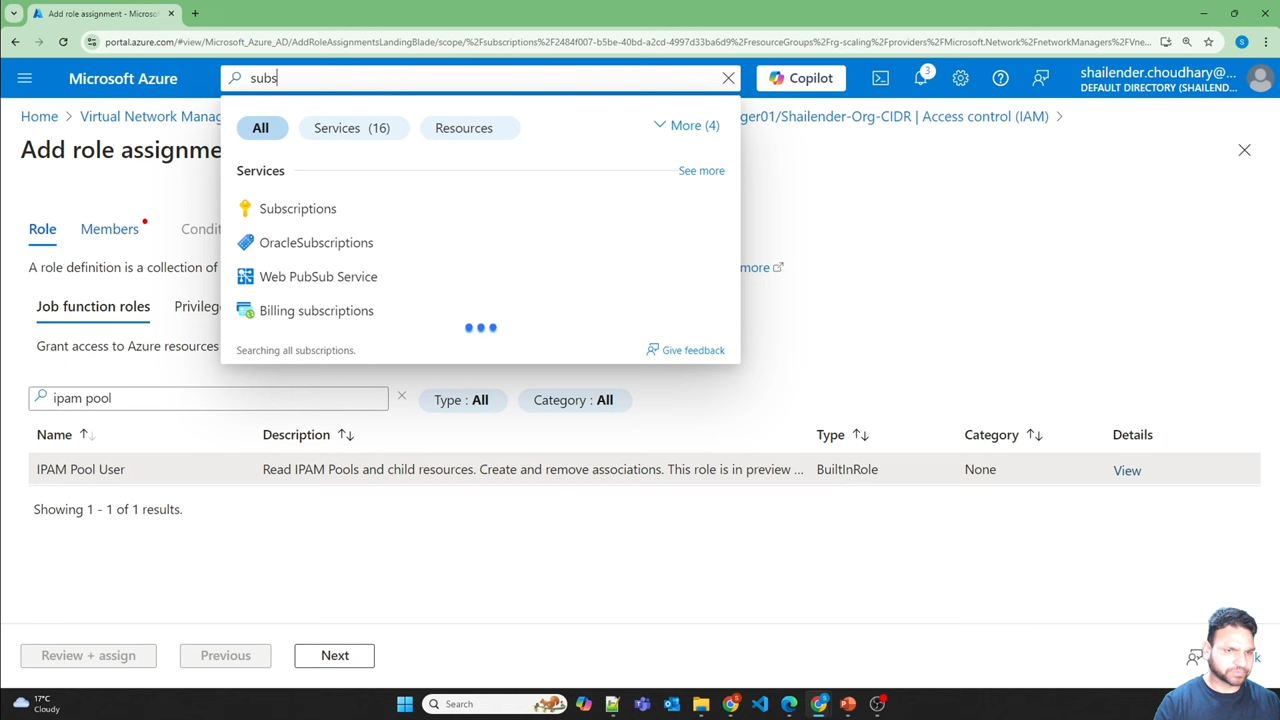 Add role assignment - Microsoft
portal.azure.com/#view/Microsoft_Azure_AD/AddRoleAssignmentsLandingBlade/scope/%2Fsubscriptions%2F2484f007-b5be-40bd-a2cd-4997d33ba6d9%2FresourceGroups%2Frg-scaling%2Fproviders%2FMicrosoft.Network%2FnetworkManagers%2FVne...
Microsoft Azure
subs
Copilot
3
shailender.choudhary@...
DEFAULT DIRECTORY (SHAILEND...
Home > Virtual Network Manag
ger01/Shailender-Org-CIDR | Access control (IAM) >
Add role assignme
All
Services (16)
Resources
More (4)
Services
See more
Subscriptions
OracleSubscriptions
Web PubSub Service
Billing subscriptions
Searching all subscriptions.
Give feedback
Role
Members
Condit
A role definition is a collection of
more
Job function roles
Privileg
Grant access to Azure resources
ipam pool
Type : All
Category : All
Name
Description
Type
Category
Details
IPAM Pool User
Read IPAM Pools and child resources. Create and remove associations. This role is in preview ...
BuiltInRole
None
View
Showing 1 - 1 of 1 results.
Review + assign
Previous
Next
k
17°C
Cloudy
Search